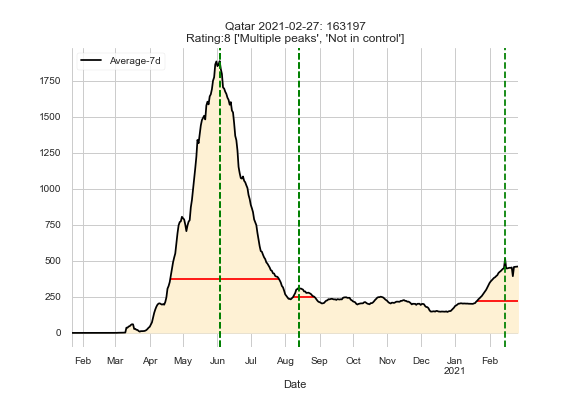 Qatar 2021-02-27: 163197
Rating:8 ['Multiple peaks', 'Not in control']
Average-7d
1750
1500
1250
1000
750
500
250
0
Feb Mar Apr May Jun Jul Aug Sep Oct Nov Dec Jan Feb
2021
Date